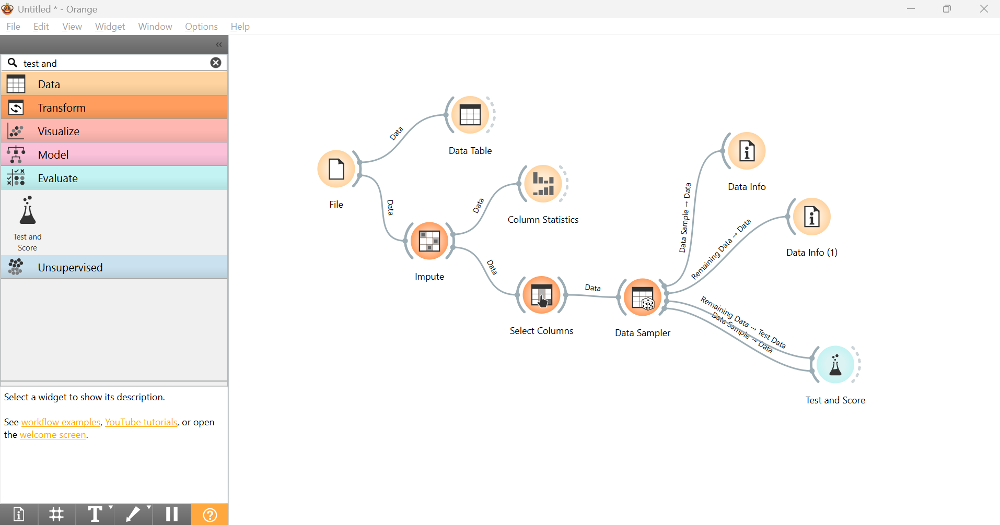 Untitled * - Orange
File Edit View Widget Window Options Help
test and
Data
Transform
Visualize
Model
Evaluate
Test and
Score
Unsupervised
Select a widget to show its description.
See workflow examples, YouTube tutorials, or open
the welcome screen.
File
Data
Data Table
Data
Impute
Data
Column Statistics
Data
Select Columns
Data
Data Sampler
Data Sample → Data
Data Info
Remaining Data → Data
Data Info (1)
Remaining Data → Test Data
Data Sample → Data
Test and Score